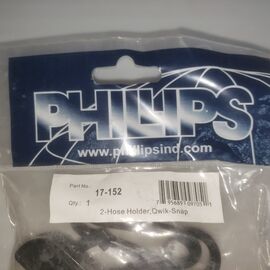 PHILLIPS
www.phillipsind.com
Part No.: 17-152
Qty.: 1
2-Hose Holder,Qwik-Snap